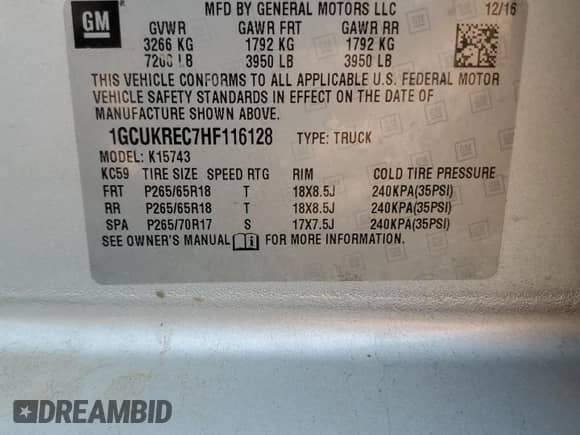 GM
MFD BY GENERAL MOTORS LLC 12/16
GVWR GAWR FRT GAWR RR
3266 KG 1792 KG 1792 KG
7200 LB 3950 LB 3950 LB
THIS VEHICLE CONFORMS TO ALL APPLICABLE U.S. FEDERAL MOTOR
VEHICLE SAFETY STANDARDS IN EFFECT ON THE DATE OF
MANUFACTURE SHOWN ABOVE.
1GCUKREC7HF116128 TYPE: TRUCK
MODEL: K15743
KC59 TIRE SIZE SPEED RTG RIM COLD TIRE PRESSURE
FRT P265/65R18 T 18X8.5J 240KPA(35PSI)
RR P265/65R18 T 18X8.5J 240KPA(35PSI)
SPA P265/70R17 S 17X7.5J 240KPA(35PSI)
SEE OWNER'S MANUAL FOR MORE INFORMATION.
DREAMBID